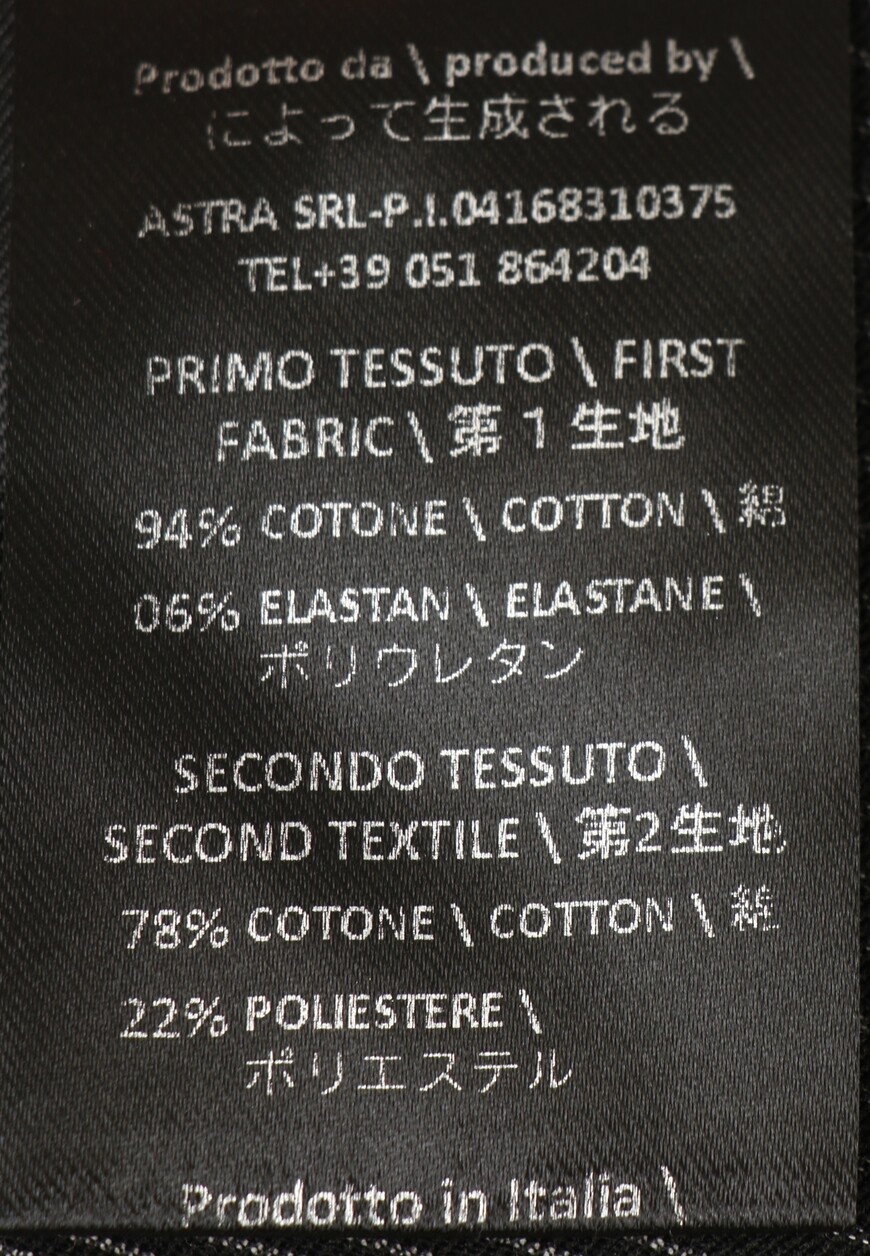 Prodotto da \ produced by \
によって生成される
ASTRA SRL-P.I.04168310375
TEL+39 051 864204
PRIMO TESSUTO \ FIRST
FABRIC \ 第１生地
94% COTONE \ COTTON \ 綿
06% ELASTAN \ ELASTANE \
ポリウレタン
SECONDO TESSUTO \
SECOND TEXTILE \ 第2生地
78% COTONE \ COTTON \ 綿
22% POLIESTERE \
ポリエステル
Prodotto in Italia \